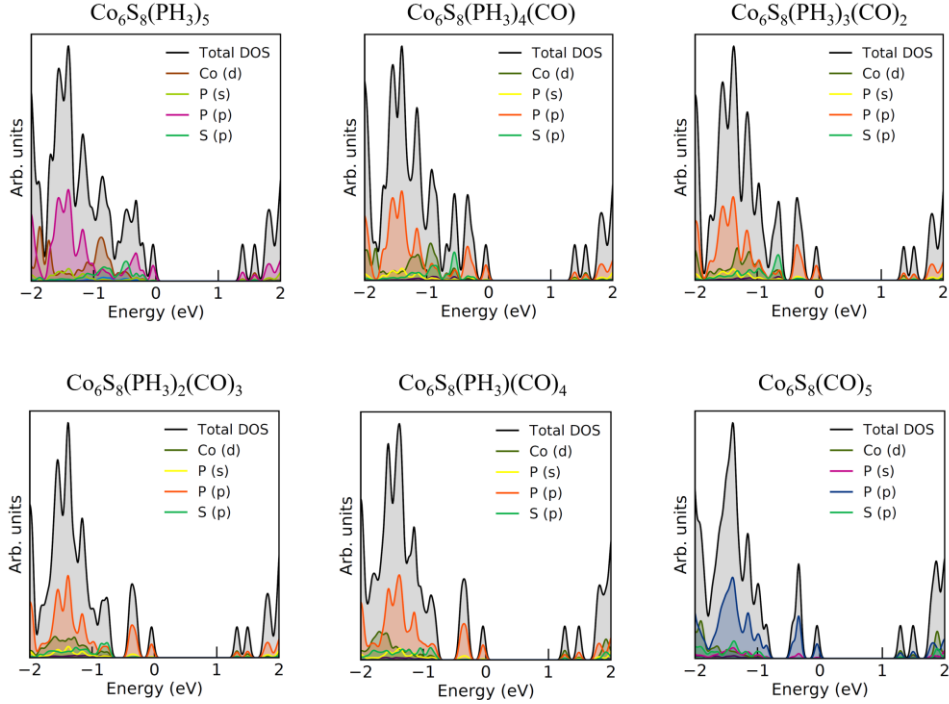 Co₆S₈(PH₃)₅
Total DOS
Co (d)
P (s)
P (p)
S (p)
Arb. units
−2 −1 0 1 2
Energy (eV)
Co₆S₈(PH₃)₄(CO)
Total DOS
Co (d)
P (s)
P (p)
S (p)
Arb. units
−2 −1 0 1 2
Energy (eV)
Co₆S₈(PH₃)₃(CO)₂
Total DOS
Co (d)
P (s)
P (p)
S (p)
Arb. units
−2 −1 0 1 2
Energy (eV)
Co₆S₈(PH₃)₂(CO)₃
Total DOS
Co (d)
P (s)
P (p)
S (p)
Arb. units
−2 −1 0 1 2
Energy (eV)
Co₆S₈(PH₃)(CO)₄
Total DOS
Co (d)
P (s)
P (p)
S (p)
Arb. units
−2 −1 0 1 2
Energy (eV)
Co₆S₈(CO)₅
Total DOS
Co (d)
P (s)
P (p)
S (p)
Arb. units
−2 −1 0 1 2
Energy (eV)